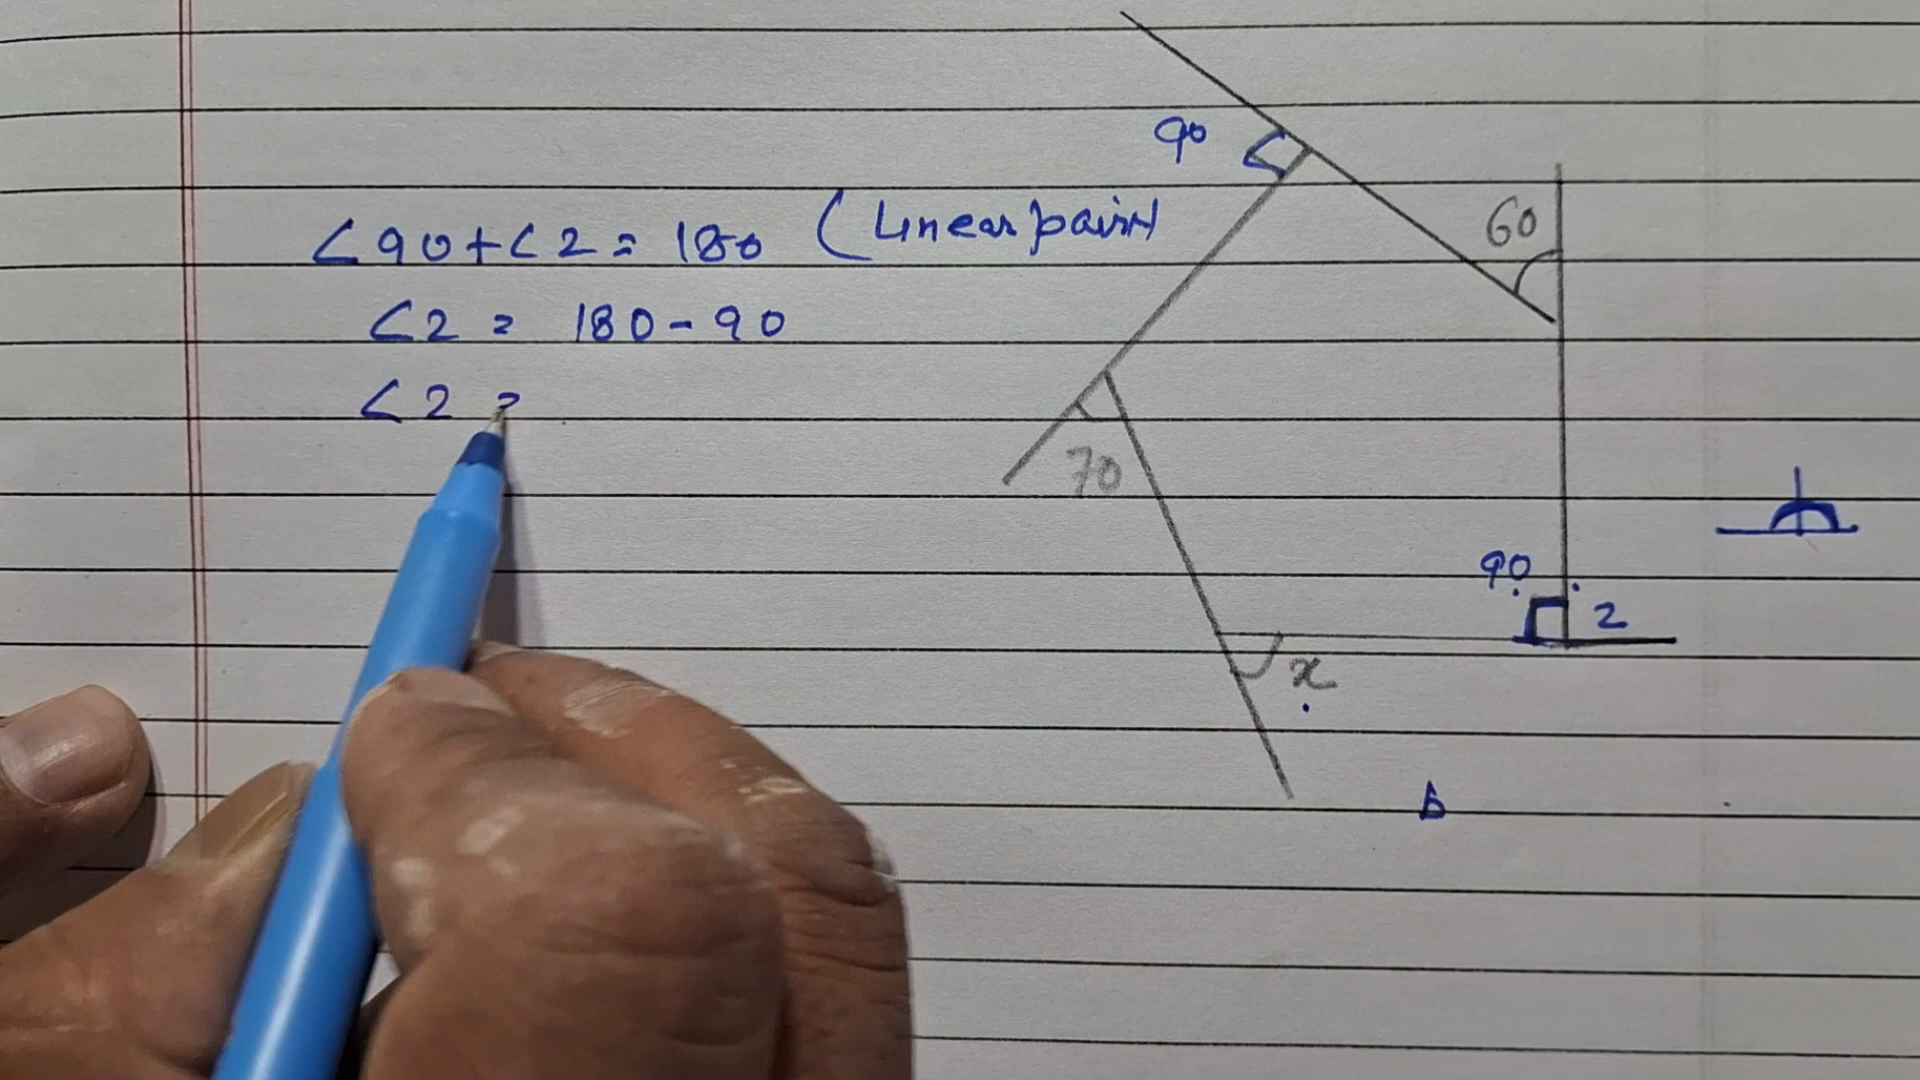 <90+<2=180 (Linear pair)
<2 = 180-90
<2 =
90
60
70
90
2
x